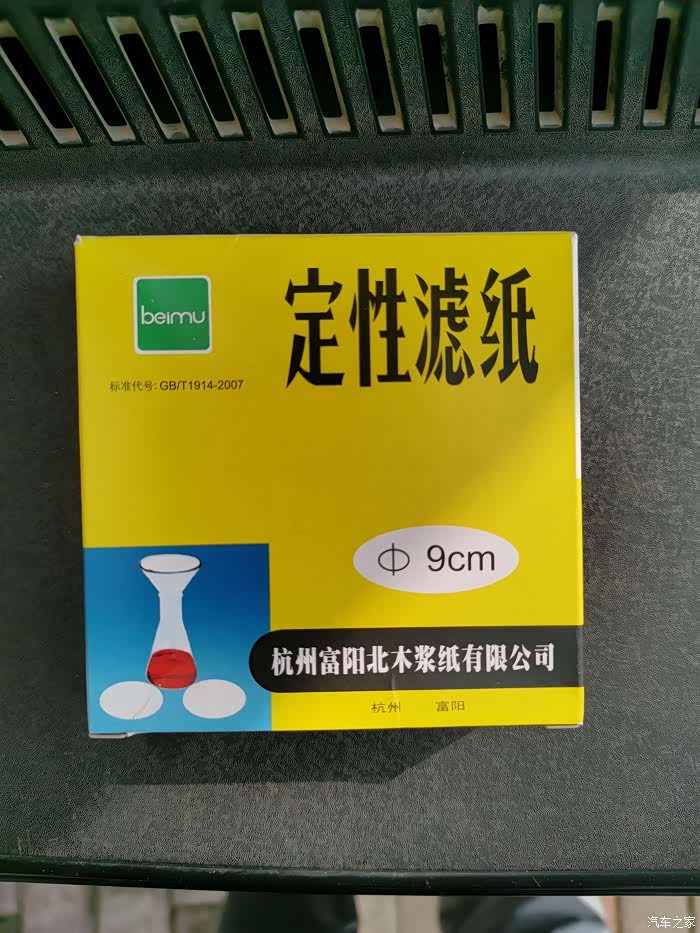 beimu
定性滤纸
标准代号: GB/T1914-2007
Φ 9cm
杭州富阳北木浆纸有限公司
杭州 富阳
汽车之家